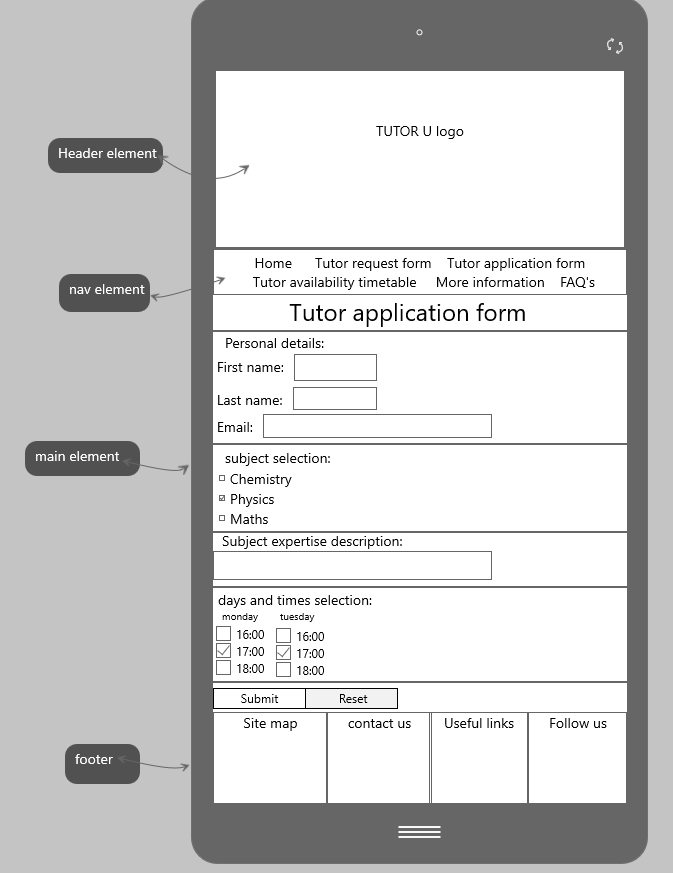 TUTOR U logo
Header element
Home Tutor request form Tutor application form
Tutor availability timetable More information FAQ's
nav element
Tutor application form
Personal details:
First name:
Last name:
Email:
main element
subject selection:
Chemistry
Physics
Maths
Subject expertise description:
days and times selection:
monday tuesday
16:00 16:00
17:00 17:00
18:00 18:00
Submit Reset
Site map contact us Useful links Follow us
footer